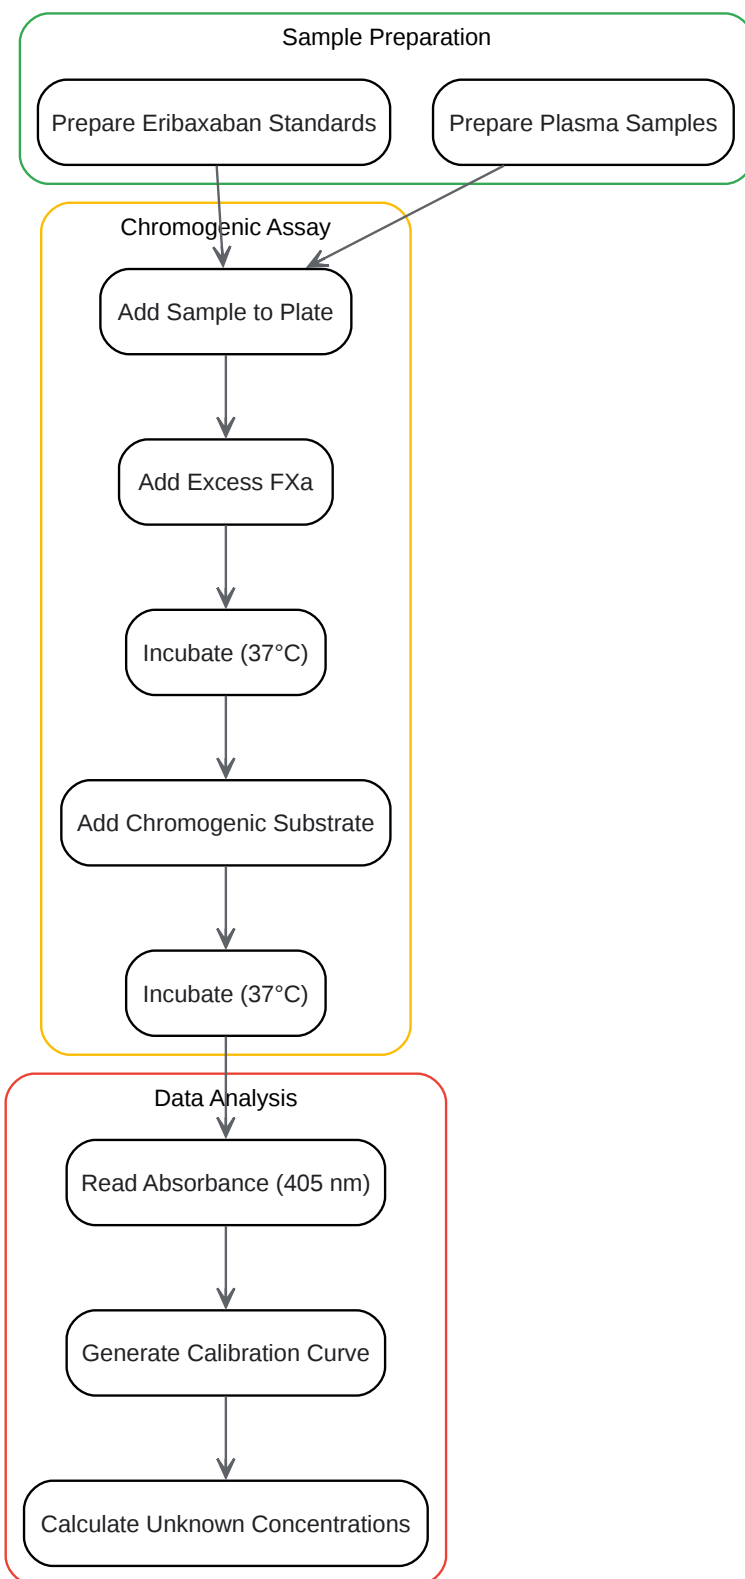 Sample Preparation
Prepare Eribaxaban Standards
Prepare Plasma Samples
Chromogenic Assay
Add Sample to Plate
Add Excess FXa
Incubate (37°C)
Add Chromogenic Substrate
Incubate (37°C)
Data Analysis
Read Absorbance (405 nm)
Generate Calibration Curve
Calculate Unknown Concentrations